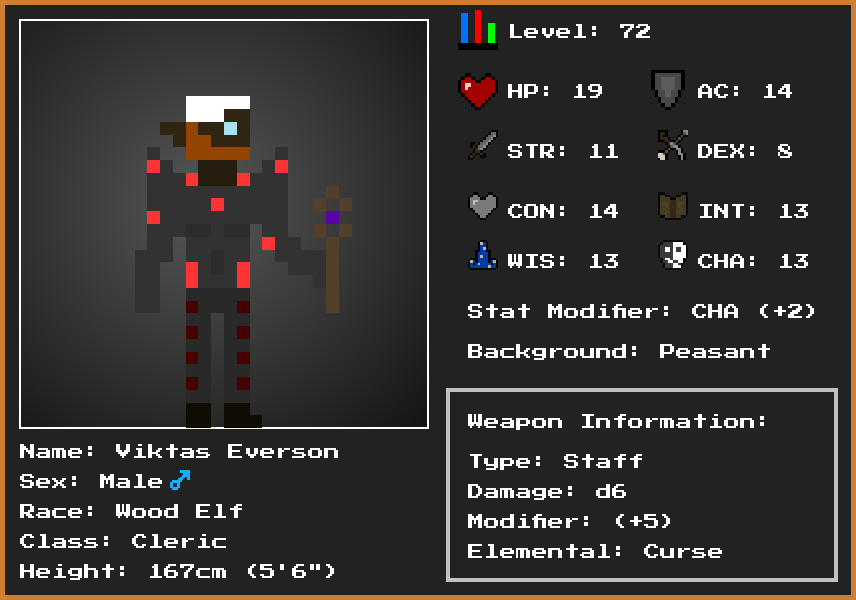 Level: 72
HP: 19
AC: 14
STR: 11
DEX: 8
CON: 14
INT: 13
WIS: 13
CHA: 13
Stat Modifier: CHA (+2)
Background: Peasant
Weapon Information:
Type: Staff
Damage: d6
Modifier: (+5)
Elemental: Curse
Name: Viktas Everson
Sex: Male♂
Race: Wood Elf
Class: Cleric
Height: 167cm (5'6")